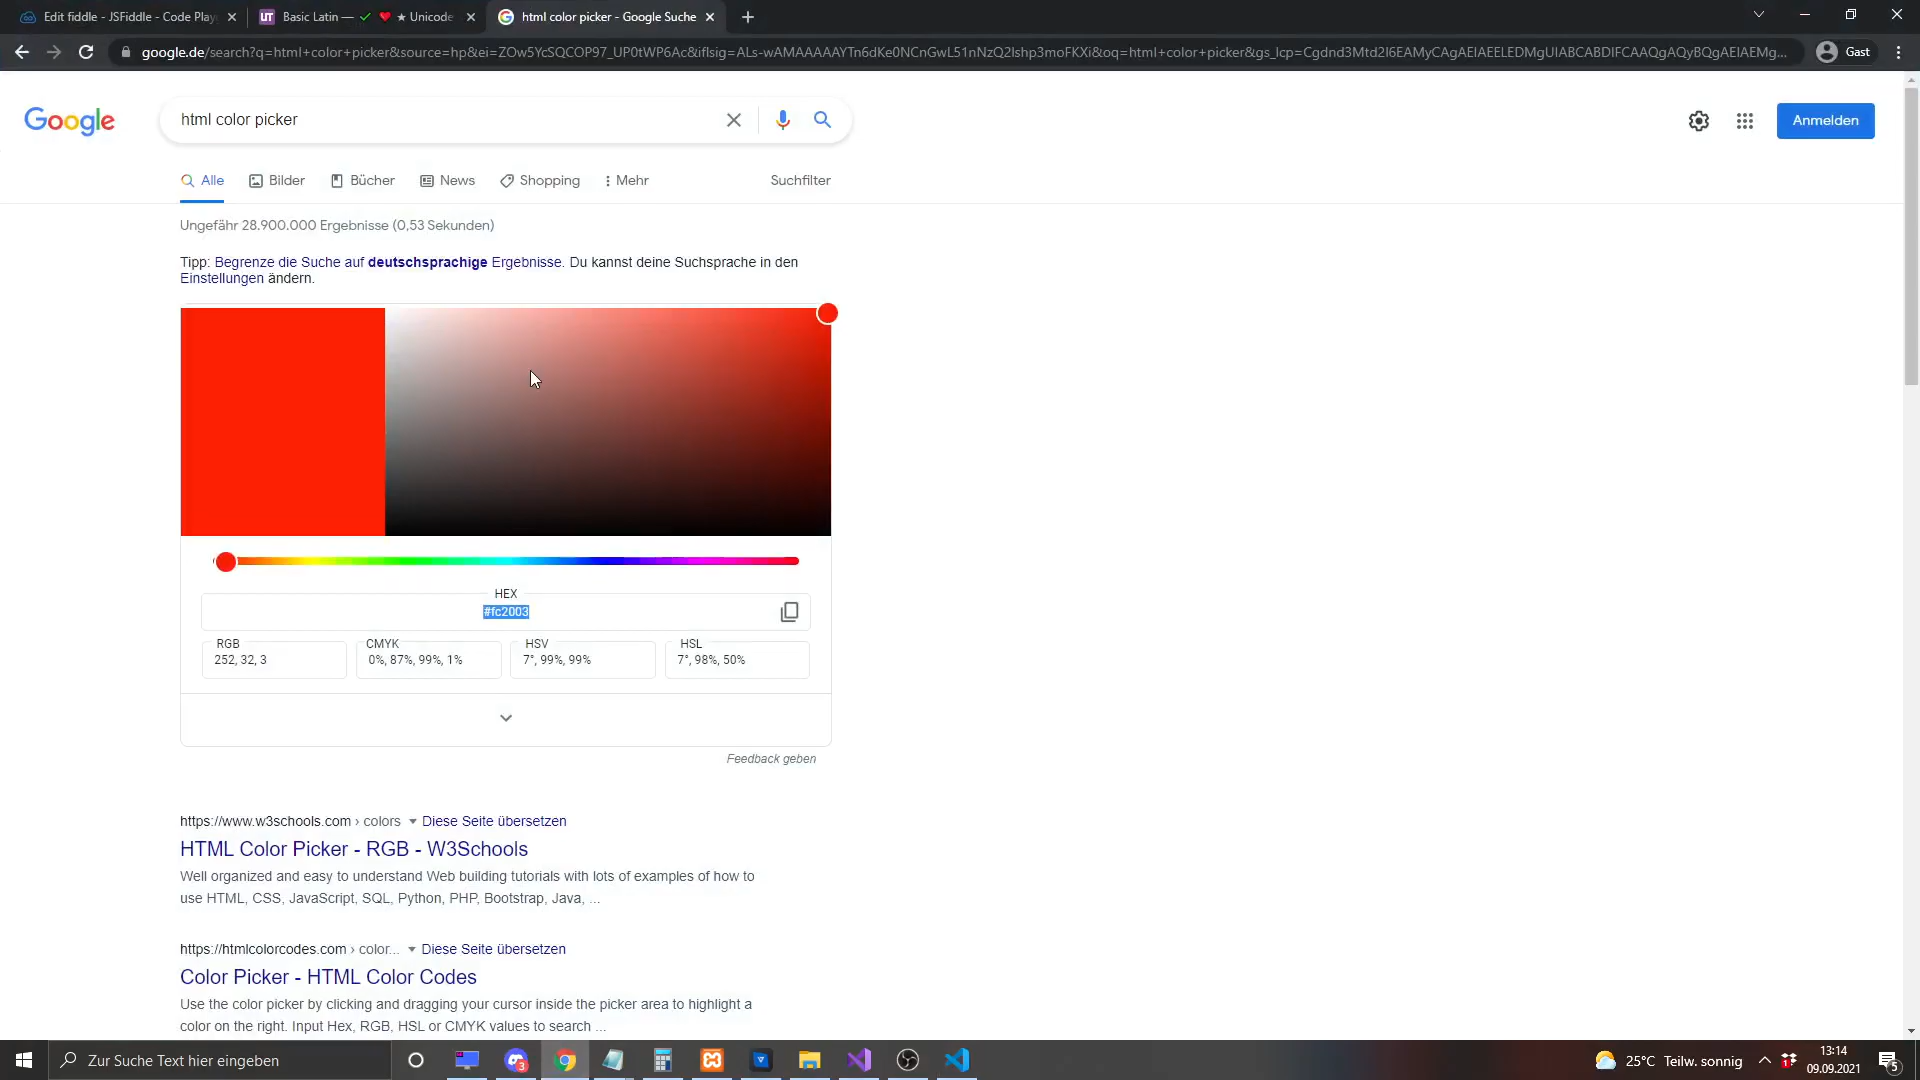 Edit fiddle - JSFiddle - Code Play
Basic Latin — ✓ ❤ ★ Unicode
html color picker - Google Suche
google.de/search?q=html+color+picker&source=hp&ei=ZOw5YcSQCOP97_UP0tWP6Ac&iflsig=ALs-wAMAAAAAYTn6dKe0NCnGwL51nNzQ2lshp3moFKXi&oq=html+color+picker&gs_lcp=Cgdnd3Mtd2l6EAMyCAgAEIAEELEDMgUIABCABDIFCAAQgAQyBQgAEIAEMg...
Gast
Google
html color picker
Anmelden
Alle
Bilder
Bücher
News
Shopping
Mehr
Suchfilter
Ungefähr 28.900.000 Ergebnisse (0,53 Sekunden)
Tipp: Begrenze die Suche auf deutschsprachige Ergebnisse. Du kannst deine Suchsprache in den
Einstellungen ändern.
HEX
#fc2003
RGB
252, 32, 3
CMYK
0%, 87%, 99%, 1%
HSV
7°, 99%, 99%
HSL
7°, 98%, 50%
Feedback geben
https://www.w3schools.com › colors
Diese Seite übersetzen
HTML Color Picker - RGB - W3Schools
Well organized and easy to understand Web building tutorials with lots of examples of how to
use HTML, CSS, JavaScript, SQL, Python, PHP, Bootstrap, Java, ...
https://htmlcolorcodes.com › color...
Diese Seite übersetzen
Color Picker - HTML Color Codes
Use the color picker by clicking and dragging your cursor inside the picker area to highlight a
color on the right. Input Hex, RGB, HSL or CMYK values to search ...
Zur Suche Text hier eingeben
3
25°C Teilw. sonnig
13:14
09.09.2021
5